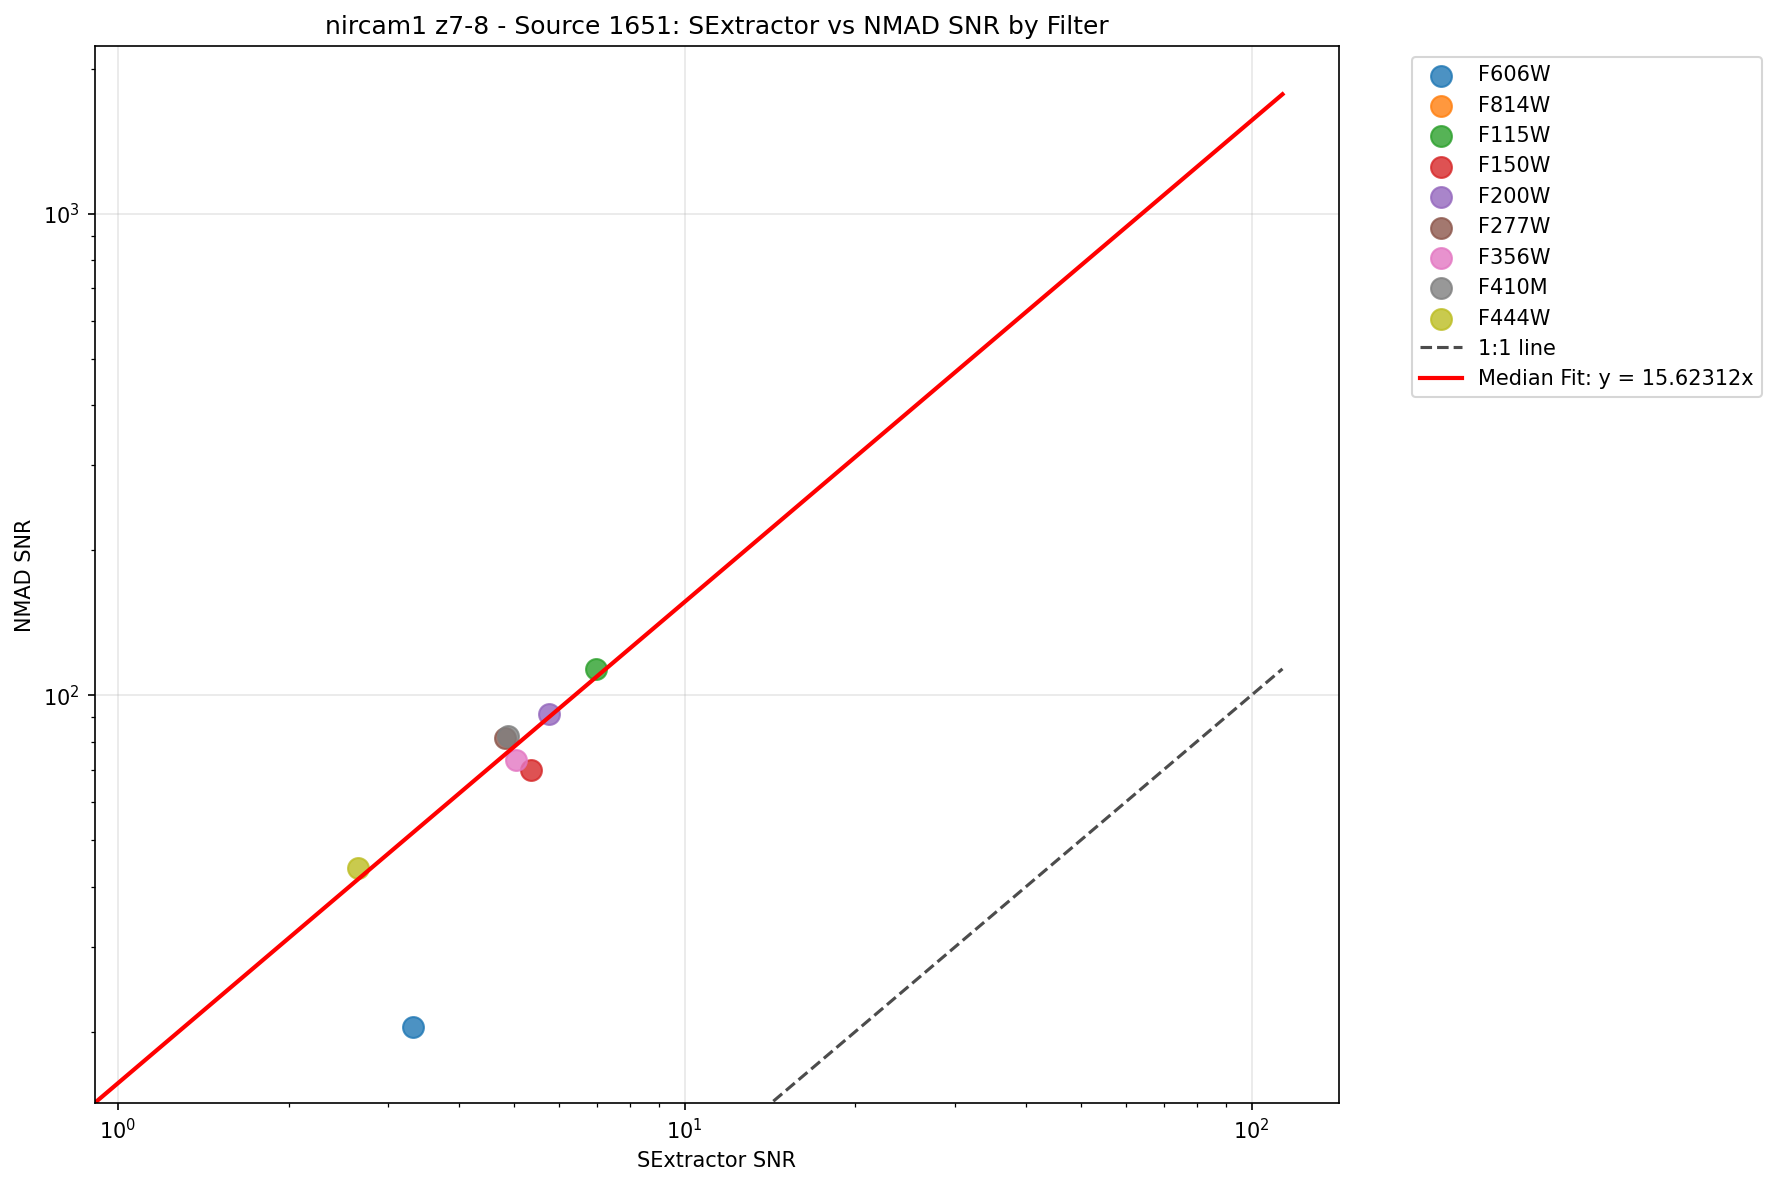 nircam1 z7-8 - Source 1651: SExtractor vs NMAD SNR by Filter
NMAD SNR
10³
10²
10⁰
10¹
10²
SExtractor SNR
F606W
F814W
F115W
F150W
F200W
F277W
F356W
F410M
F444W
1:1 line
Median Fit: y = 15.62312x